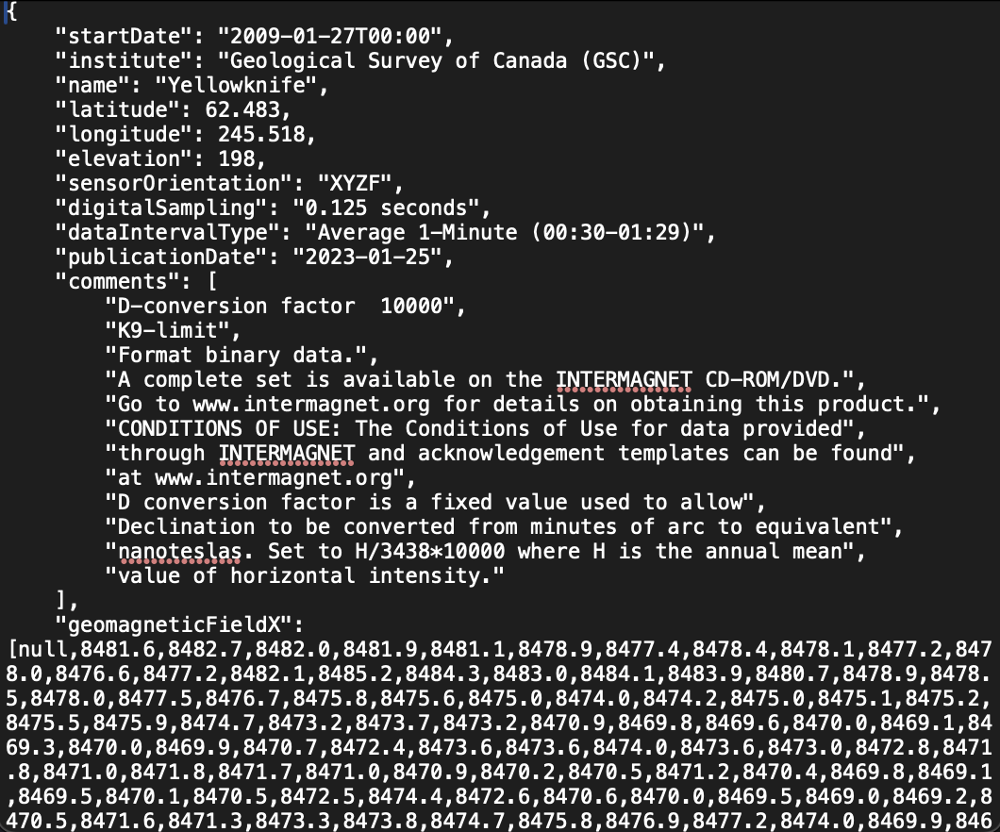 {
    "startDate": "2009-01-27T00:00",
    "institute": "Geological Survey of Canada (GSC)",
    "name": "Yellowknife",
    "latitude": 62.483,
    "longitude": 245.518,
    "elevation": 198,
    "sensorOrientation": "XYZF",
    "digitalSampling": "0.125 seconds",
    "dataIntervalType": "Average 1-Minute (00:30-01:29)",
    "publicationDate": "2023-01-25",
    "comments": [
        "D-conversion factor  10000",
        "K9-limit",
        "Format binary data.",
        "A complete set is available on the INTERMAGNET CD-ROM/DVD.",
        "Go to www.intermagnet.org for details on obtaining this product.",
        "CONDITIONS OF USE: The Conditions of Use for data provided",
        "through INTERMAGNET and acknowledgement templates can be found",
        "at www.intermagnet.org",
        "D conversion factor is a fixed value used to allow",
        "Declination to be converted from minutes of arc to equivalent",
        "nanoteslas. Set to H/3438*10000 where H is the annual mean",
        "value of horizontal intensity."
    ],
    "geomagneticFieldX":
[null,8481.6,8482.7,8482.0,8481.9,8481.1,8478.9,8477.4,8478.4,8478.1,8477.2,847
8.0,8476.6,8477.2,8482.1,8485.2,8484.3,8483.0,8484.1,8483.9,8480.7,8478.9,8478.
5,8478.0,8477.5,8476.7,8475.8,8475.6,8475.0,8474.0,8474.2,8475.0,8475.1,8475.2,
8475.5,8475.9,8474.7,8473.2,8473.7,8473.2,8470.9,8469.8,8469.6,8470.0,8469.1,84
69.3,8470.0,8469.9,8470.7,8472.4,8473.6,8473.6,8474.0,8473.6,8473.0,8472.8,8471
.8,8471.0,8471.8,8471.7,8471.0,8470.9,8470.2,8470.5,8471.2,8470.4,8469.8,8469.1
,8469.5,8470.1,8470.5,8472.5,8474.4,8472.6,8470.6,8470.0,8469.5,8469.0,8469.2,8
470.5,8471.6,8471.3,8473.3,8473.8,8474.7,8475.8,8476.9,8477.2,8474.0,8469.9,846